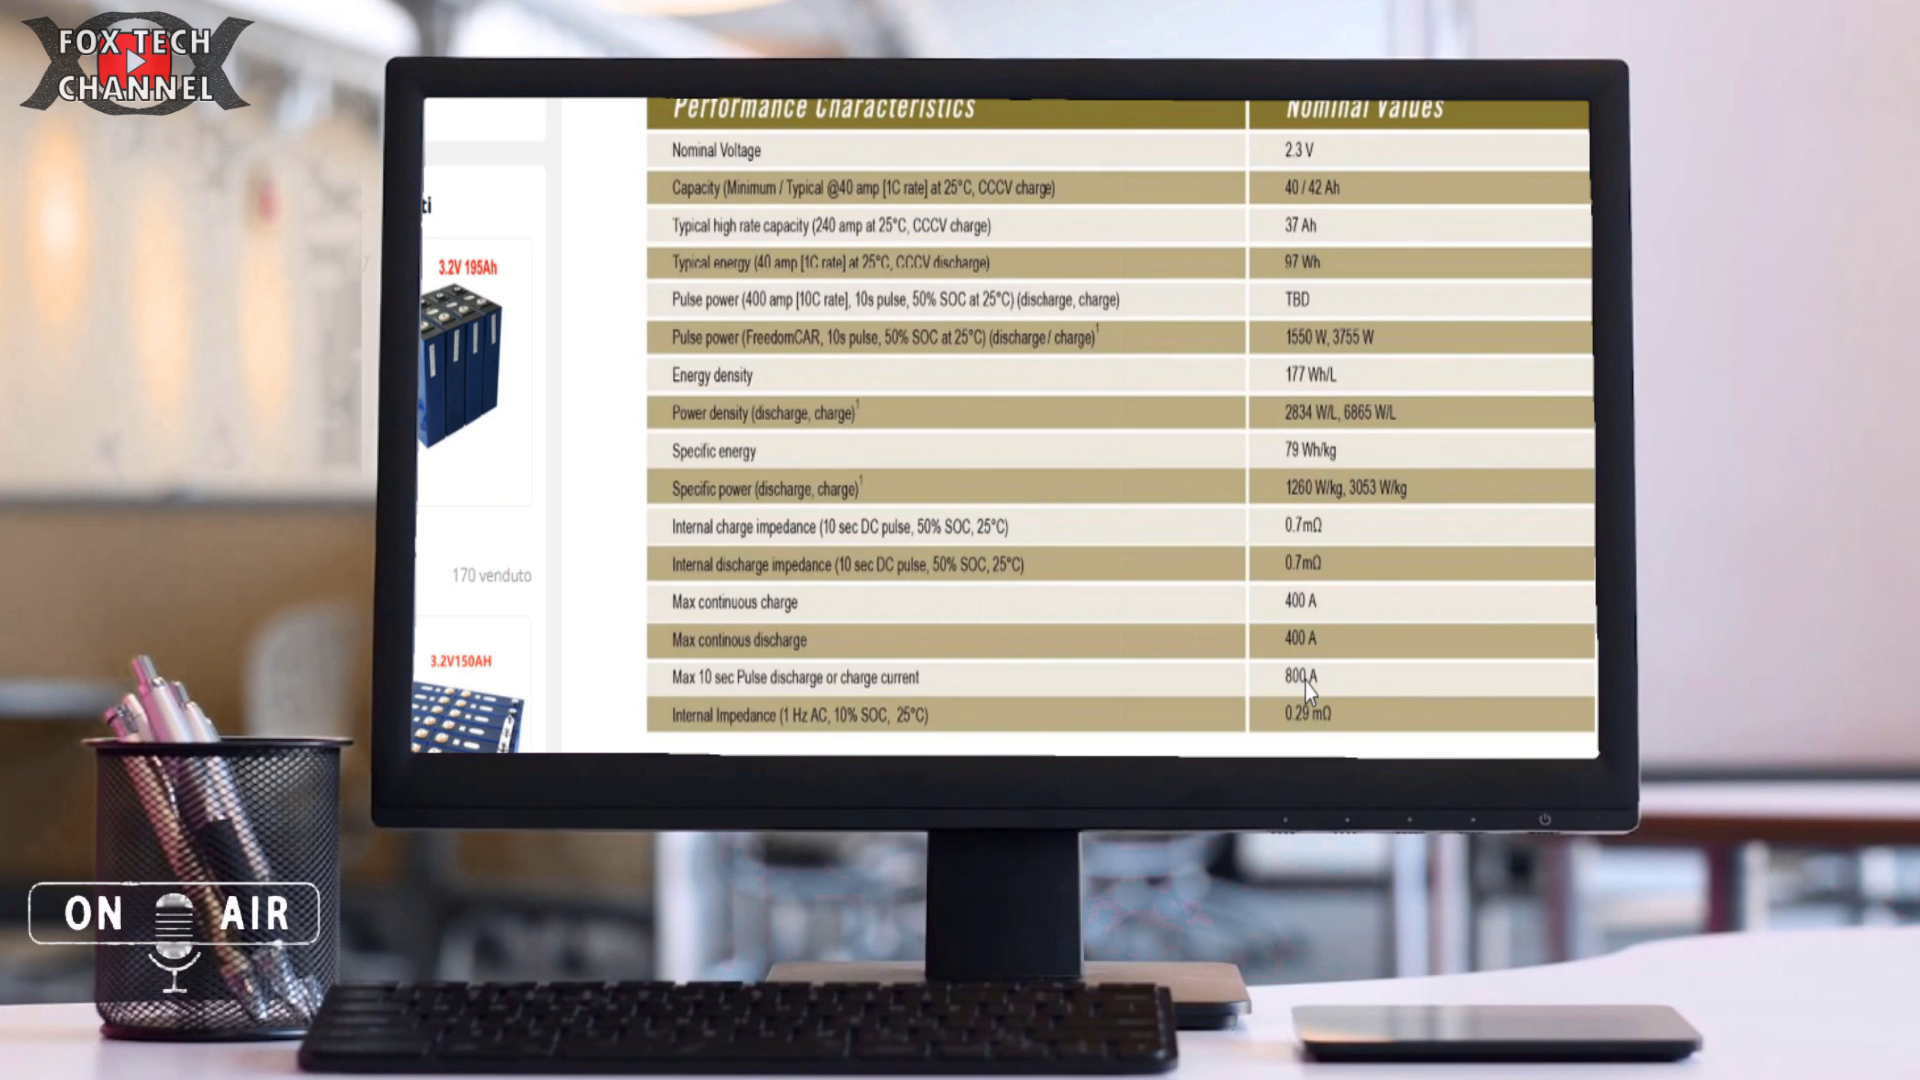 FOX TECH
CHANNEL
Performance Characteristics Nominal Values
Nominal Voltage 2.3 V
Capacity (Minimum / Typical @40 amp [1C rate] at 25°C, CCCV charge) 40 / 42 Ah
Typical high rate capacity (240 amp at 25°C, CCCV charge) 37 Ah
Typical energy (40 amp [1C rate] at 25°C, CCCV discharge) 97 Wh
Pulse power (400 amp [10C rate], 10s pulse, 50% SOC at 25°C) (discharge, charge) TBD
Pulse power (FreedomCAR, 10s pulse, 50% SOC at 25°C) (discharge / charge)¹ 1550 W, 3755 W
Energy density 177 Wh/L
Power density (discharge, charge)¹ 2834 W/L, 6865 W/L
Specific energy 79 Wh/kg
Specific power (discharge, charge)¹ 1260 W/kg, 3053 W/kg
Internal charge impedance (10 sec DC pulse, 50% SOC, 25°C) 0.7mΩ
Internal discharge impedance (10 sec DC pulse, 50% SOC, 25°C) 0.7mΩ
Max continuous charge 400 A
Max continous discharge 400 A
Max 10 sec Pulse discharge or charge current 800 A
Internal Impedance (1 Hz AC, 10% SOC, 25°C) 0.29 mΩ
ti
3.2V 195Ah
170 venduto
3.2V150AH
ON AIR